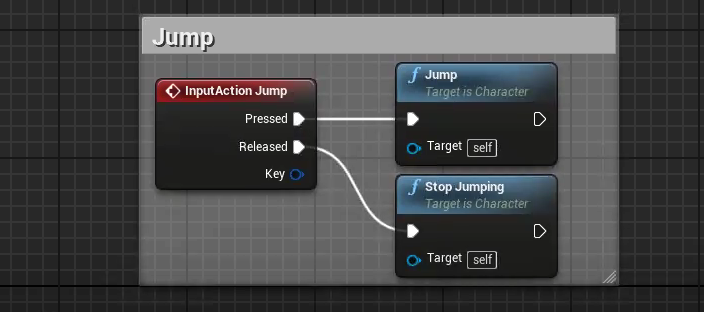 Jump
InputAction Jump
Pressed
Released
Key
f Jump
Target is Character
Target self
f Stop Jumping
Target is Character
Target self